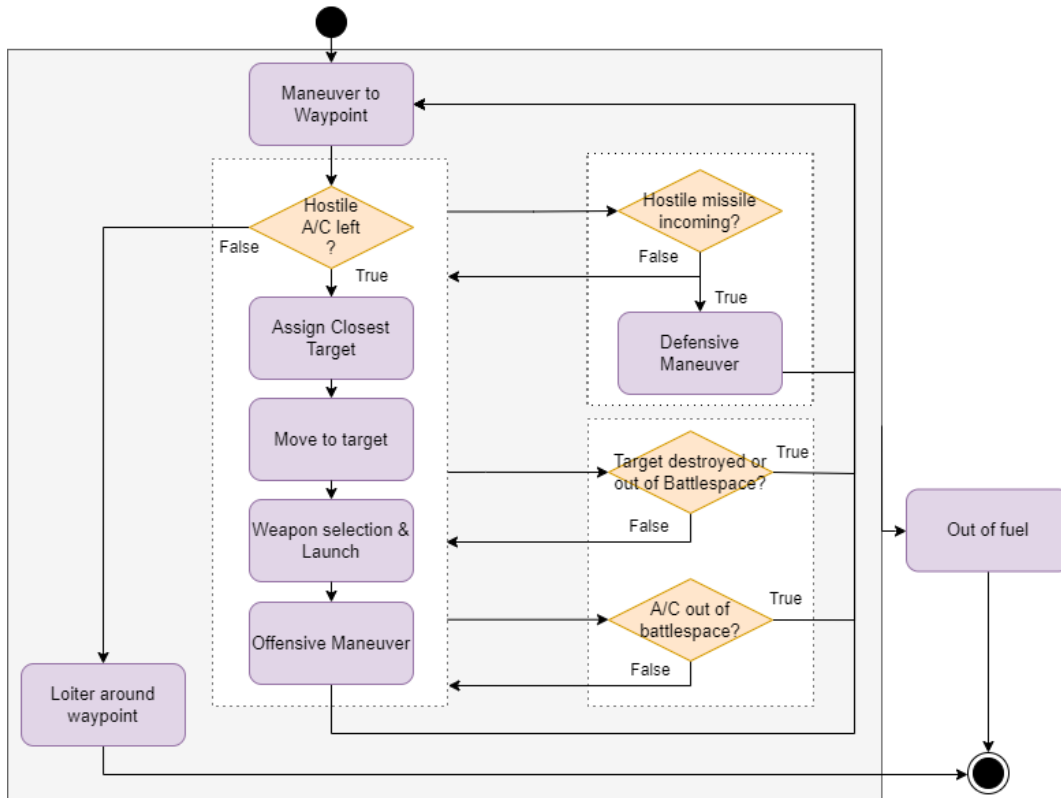 Maneuver to
Waypoint
Hostile
A/C left
?
False
True
Assign Closest
Target
Move to target
Weapon selection &
Launch
Offensive Maneuver
Loiter around
waypoint
Hostile missile
incoming?
False
True
Defensive
Maneuver
Target destroyed or
out of Battlespace?
True
False
A/C out of
battlespace?
True
False
Out of fuel